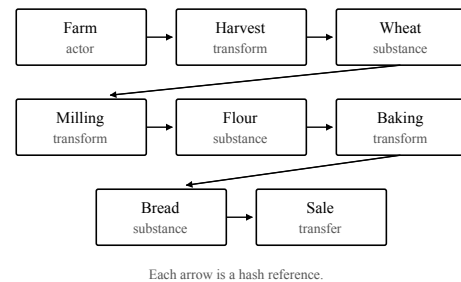 Farm
actor
Harvest
transform
Wheat
substance
Milling
transform
Flour
substance
Baking
transform
Bread
substance
Sale
transfer
Each arrow is a hash reference.